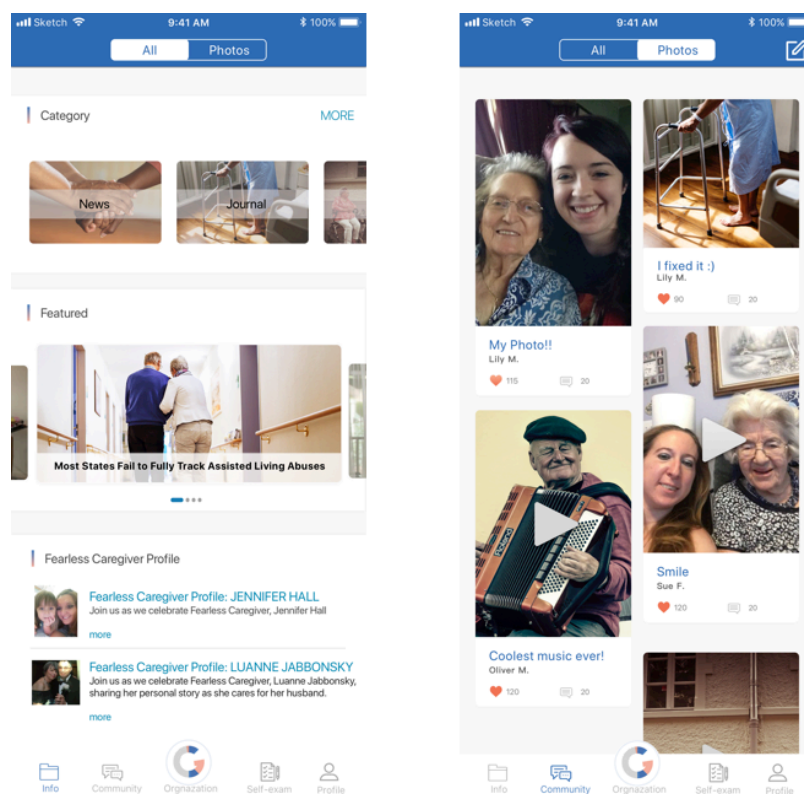 Sketch 9:41 AM 100%
All Photos
Category MORE
News Journal
Featured
Most States Fail to Fully Track Assisted Living Abuses
Fearless Caregiver Profile
Fearless Caregiver Profile: JENNIFER HALL
Join us as we celebrate Fearless Caregiver, Jennifer Hall
more
Fearless Caregiver Profile: LUANNE JABBONSKY
Join us as we celebrate Fearless Caregiver, Luanne Jabbonsky,
sharing her personal story as she cares for her husband.
more
Info Community Orgnazation Self-exam Profile
Sketch 9:41 AM 100%
All Photos
My Photo!!
Lily M.
115 20
I fixed it :)
Lily M.
90 20
Coolest music ever!
Oliver M.
120 20
Smile
Sue F.
120 20
Info Community Orgnazation Self-exam Profile